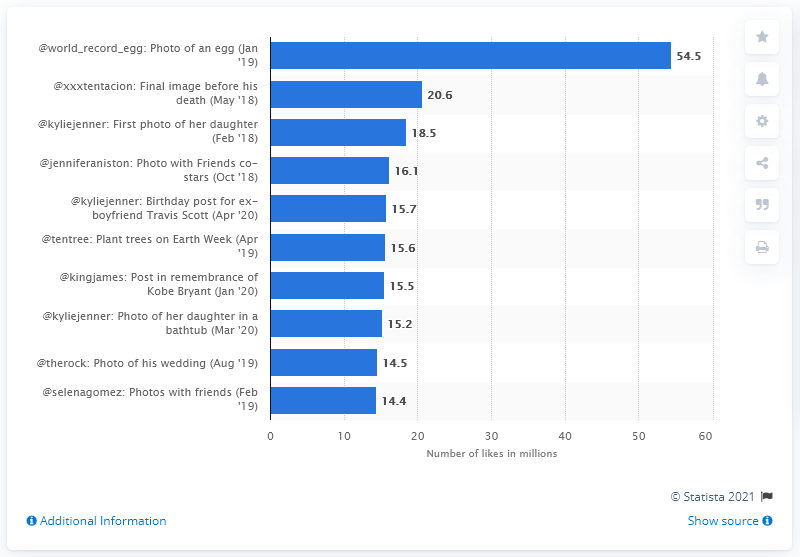 @world_record_egg: Photo of an egg (Jan
'19)
54.5
@xxxtentacion: Final image before his
death (May '18)
20.6
@kyliejenner: First photo of her daughter
(Feb '18)
18.5
@jenniferaniston: Photo with Friends co-
stars (Oct '18)
16.1
@kyliejenner: Birthday post for ex-
boyfriend Travis Scott (Apr '20)
15.7
@tentree: Plant trees on Earth Week (Apr
'19)
15.6
@kingjames: Post in remembrance of
Kobe Bryant (Jan '20)
15.5
@kyliejenner: Photo of her daughter in a
bathtub (Mar '20)
15.2
@therock: Photo of his wedding (Aug '19)
14.5
@selenagomez: Photos with friends (Feb
'19)
14.4
0 10 20 30 40 50 60
Number of likes in millions
© Statista 2021
Additional Information
Show source